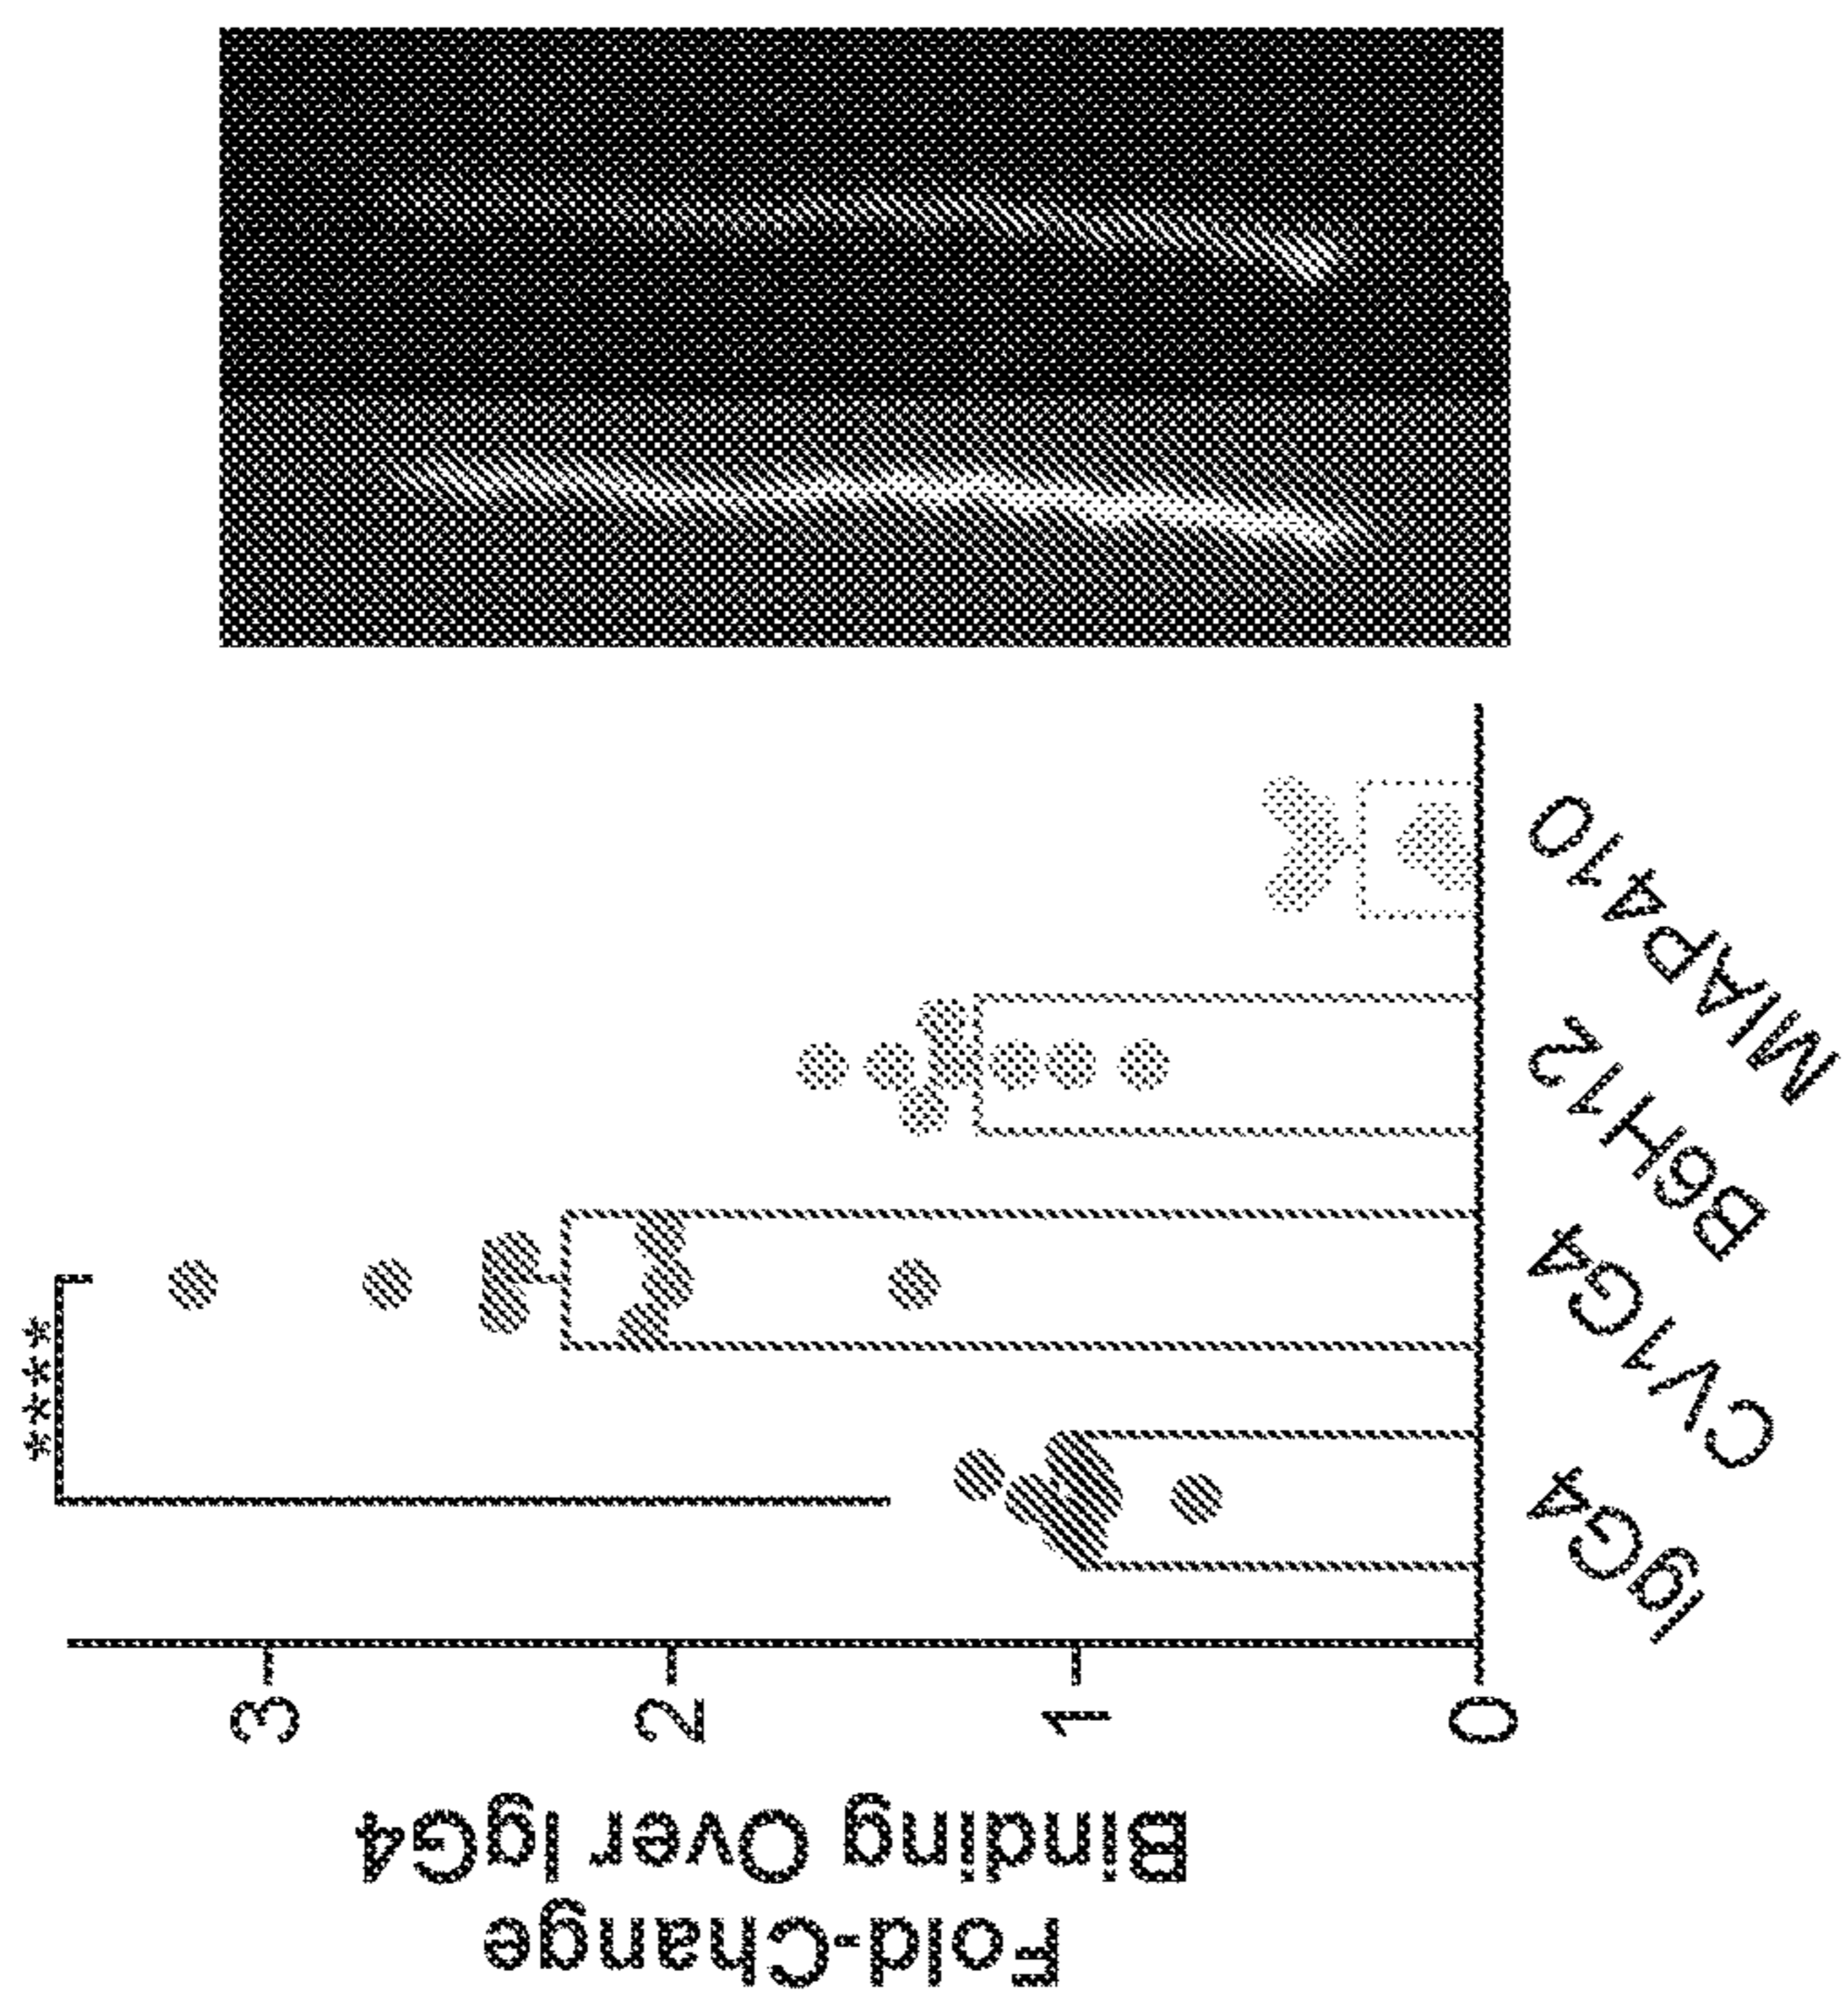 Fold-Change
Binding Over IgG4
3
2
1
0
****
IgG4
CV1G4
B6H12
MIAP410